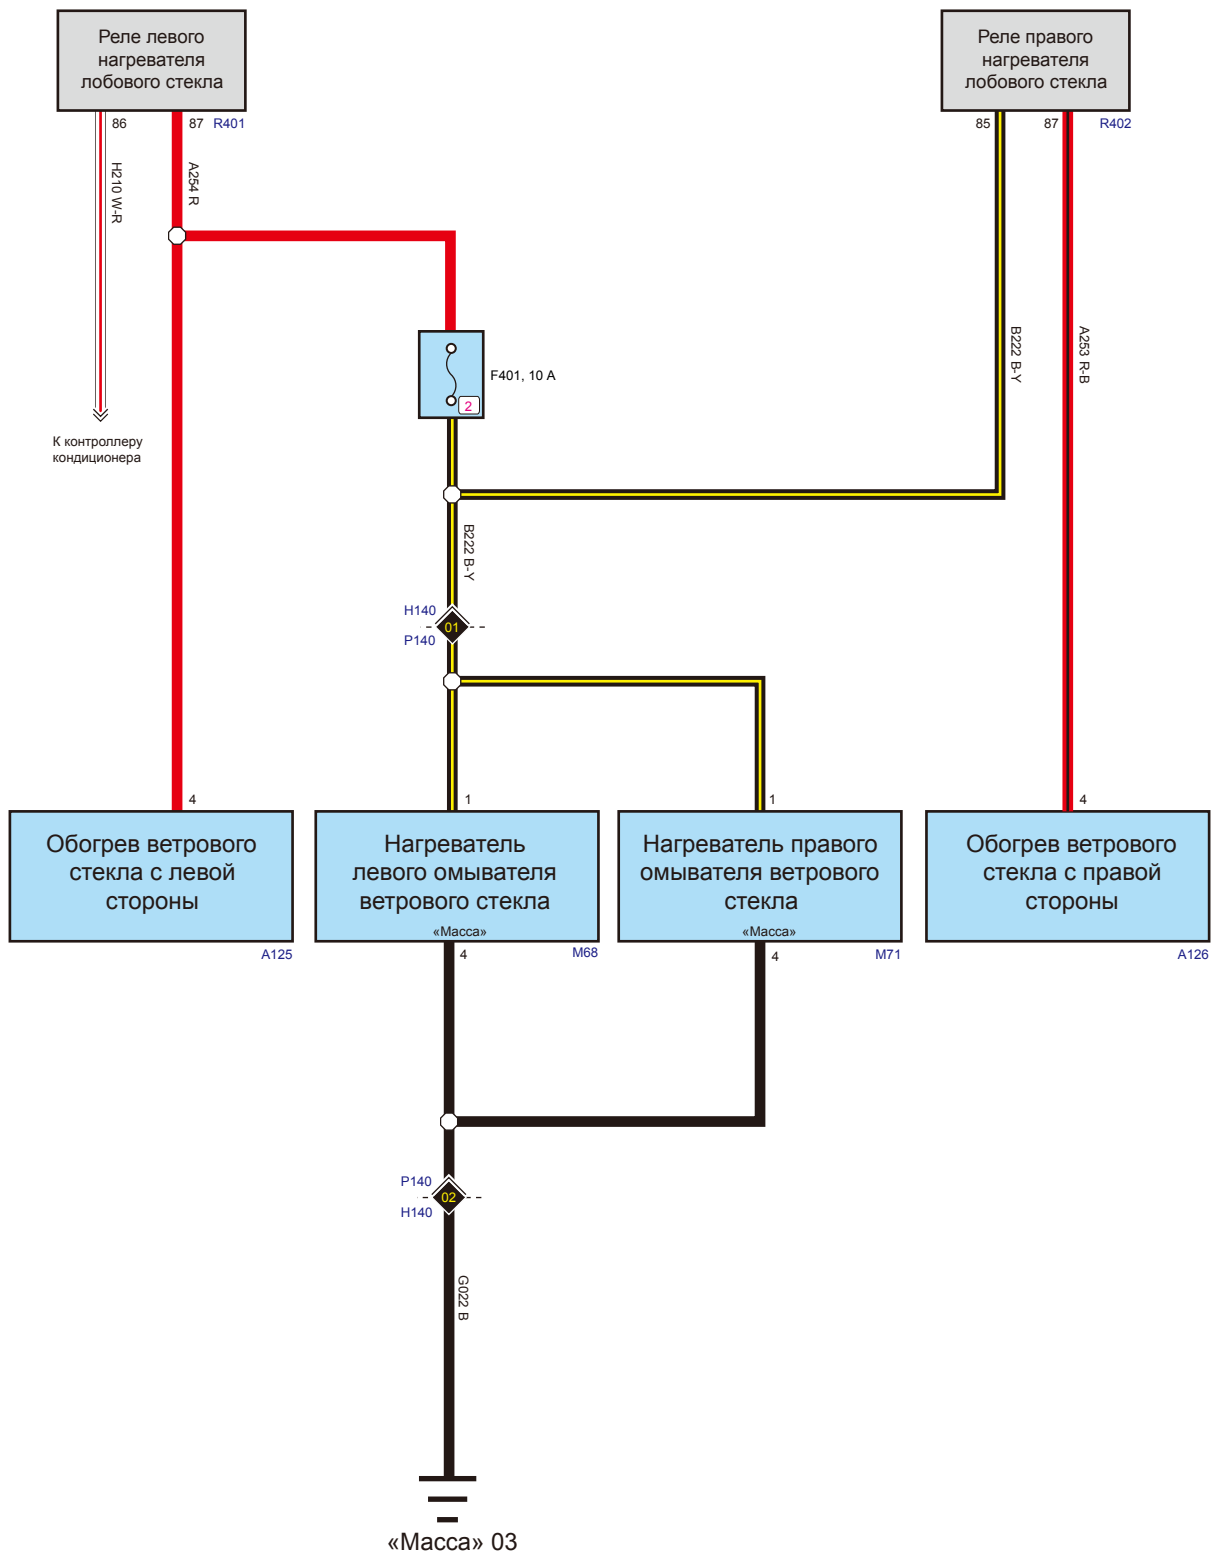 Реле левого
нагревателя
лобового стекла
86
87
R401
H210 W-R
A254 R
Реле правого
нагревателя
лобового стекла
85
87
R402
B222 B-Y
A253 R-B
F401, 10 A
2
К контроллеру
кондиционера
B222 B-Y
H140
01
P140
4
1
1
4
Обогрев ветрового
стекла с левой
стороны
A125
Нагреватель
левого омывателя
ветрового стекла
«Масса»
4
M68
Нагреватель правого
омывателя ветрового
стекла
«Масса»
4
M71
Обогрев ветрового
стекла с правой
стороны
A126
P140
02
H140
G022 B
«Масса» 03